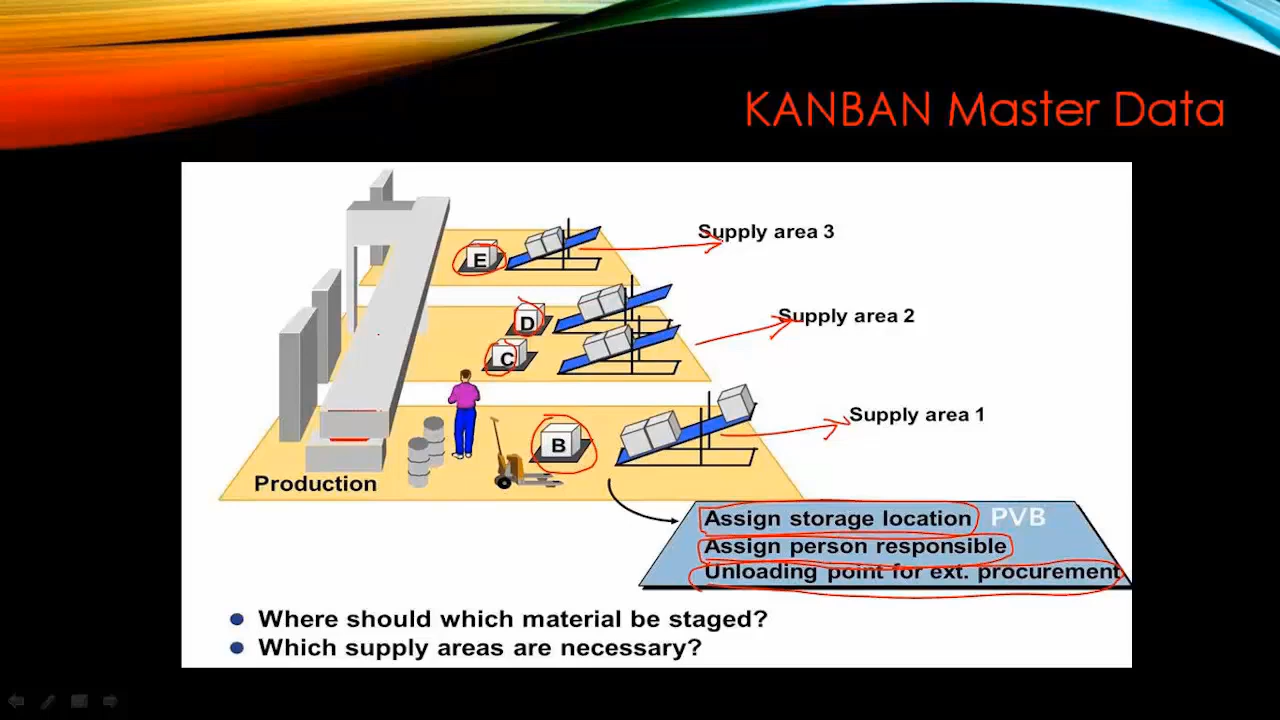 KANBAN Master Data
Supply area 3
E
Supply area 2
D
C
Supply area 1
B
Production
Assign storage location PVB
Assign person responsible
Unloading point for ext. procurement
Where should which material be staged?
Which supply areas are necessary?